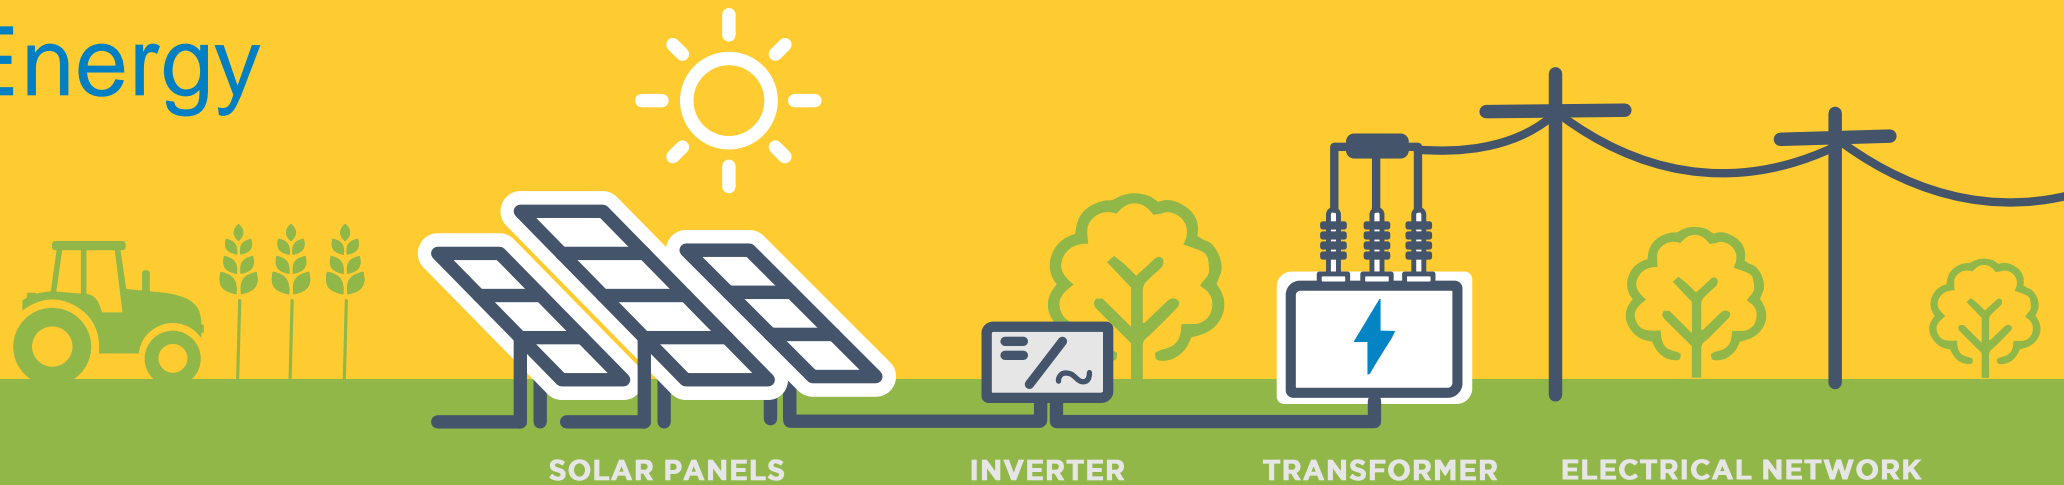 Energy
SOLAR PANELS
INVERTER
TRANSFORMER
ELECTRICAL NETWORK